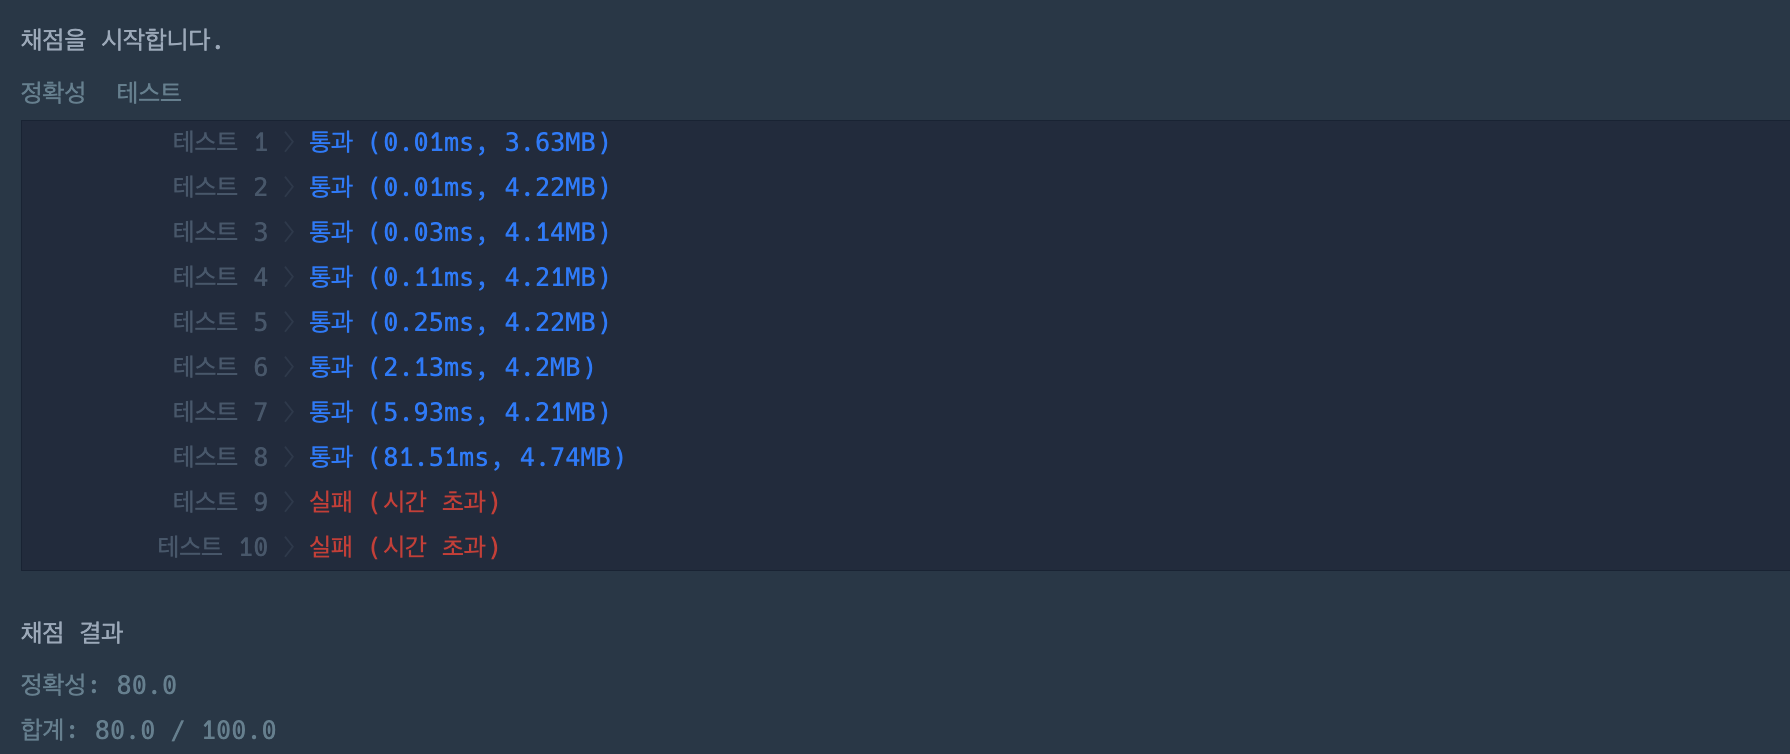 채점을 시작합니다.
정확성 테스트
테스트 1 〉 통과 (0.01ms, 3.63MB)
테스트 2 〉 통과 (0.01ms, 4.22MB)
테스트 3 〉 통과 (0.03ms, 4.14MB)
테스트 4 〉 통과 (0.11ms, 4.21MB)
테스트 5 〉 통과 (0.25ms, 4.22MB)
테스트 6 〉 통과 (2.13ms, 4.2MB)
테스트 7 〉 통과 (5.93ms, 4.21MB)
테스트 8 〉 통과 (81.51ms, 4.74MB)
테스트 9 〉 실패 (시간 초과)
테스트 10 〉 실패 (시간 초과)
채점 결과
정확성: 80.0
합계: 80.0 / 100.0